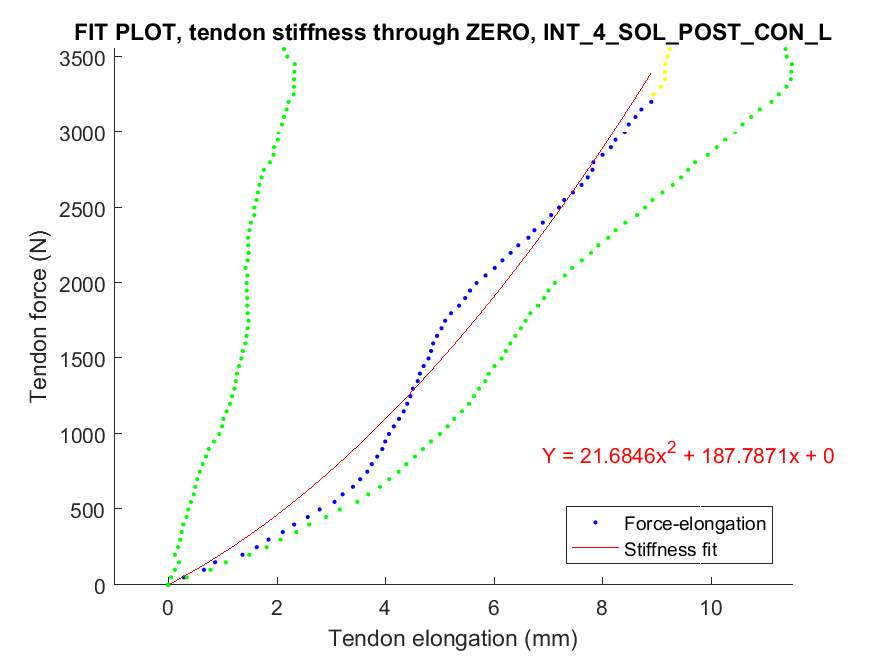 FIT PLOT, tendon stiffness through ZERO, INT_4_SOL_POST_CON_L
3500
3000
2500
2000
1500
1000
500
0
Tendon force (N)
Y = 21.6846x² + 187.7871x + 0
Force-elongation
Stiffness fit
0 2 4 6 8 10
Tendon elongation (mm)